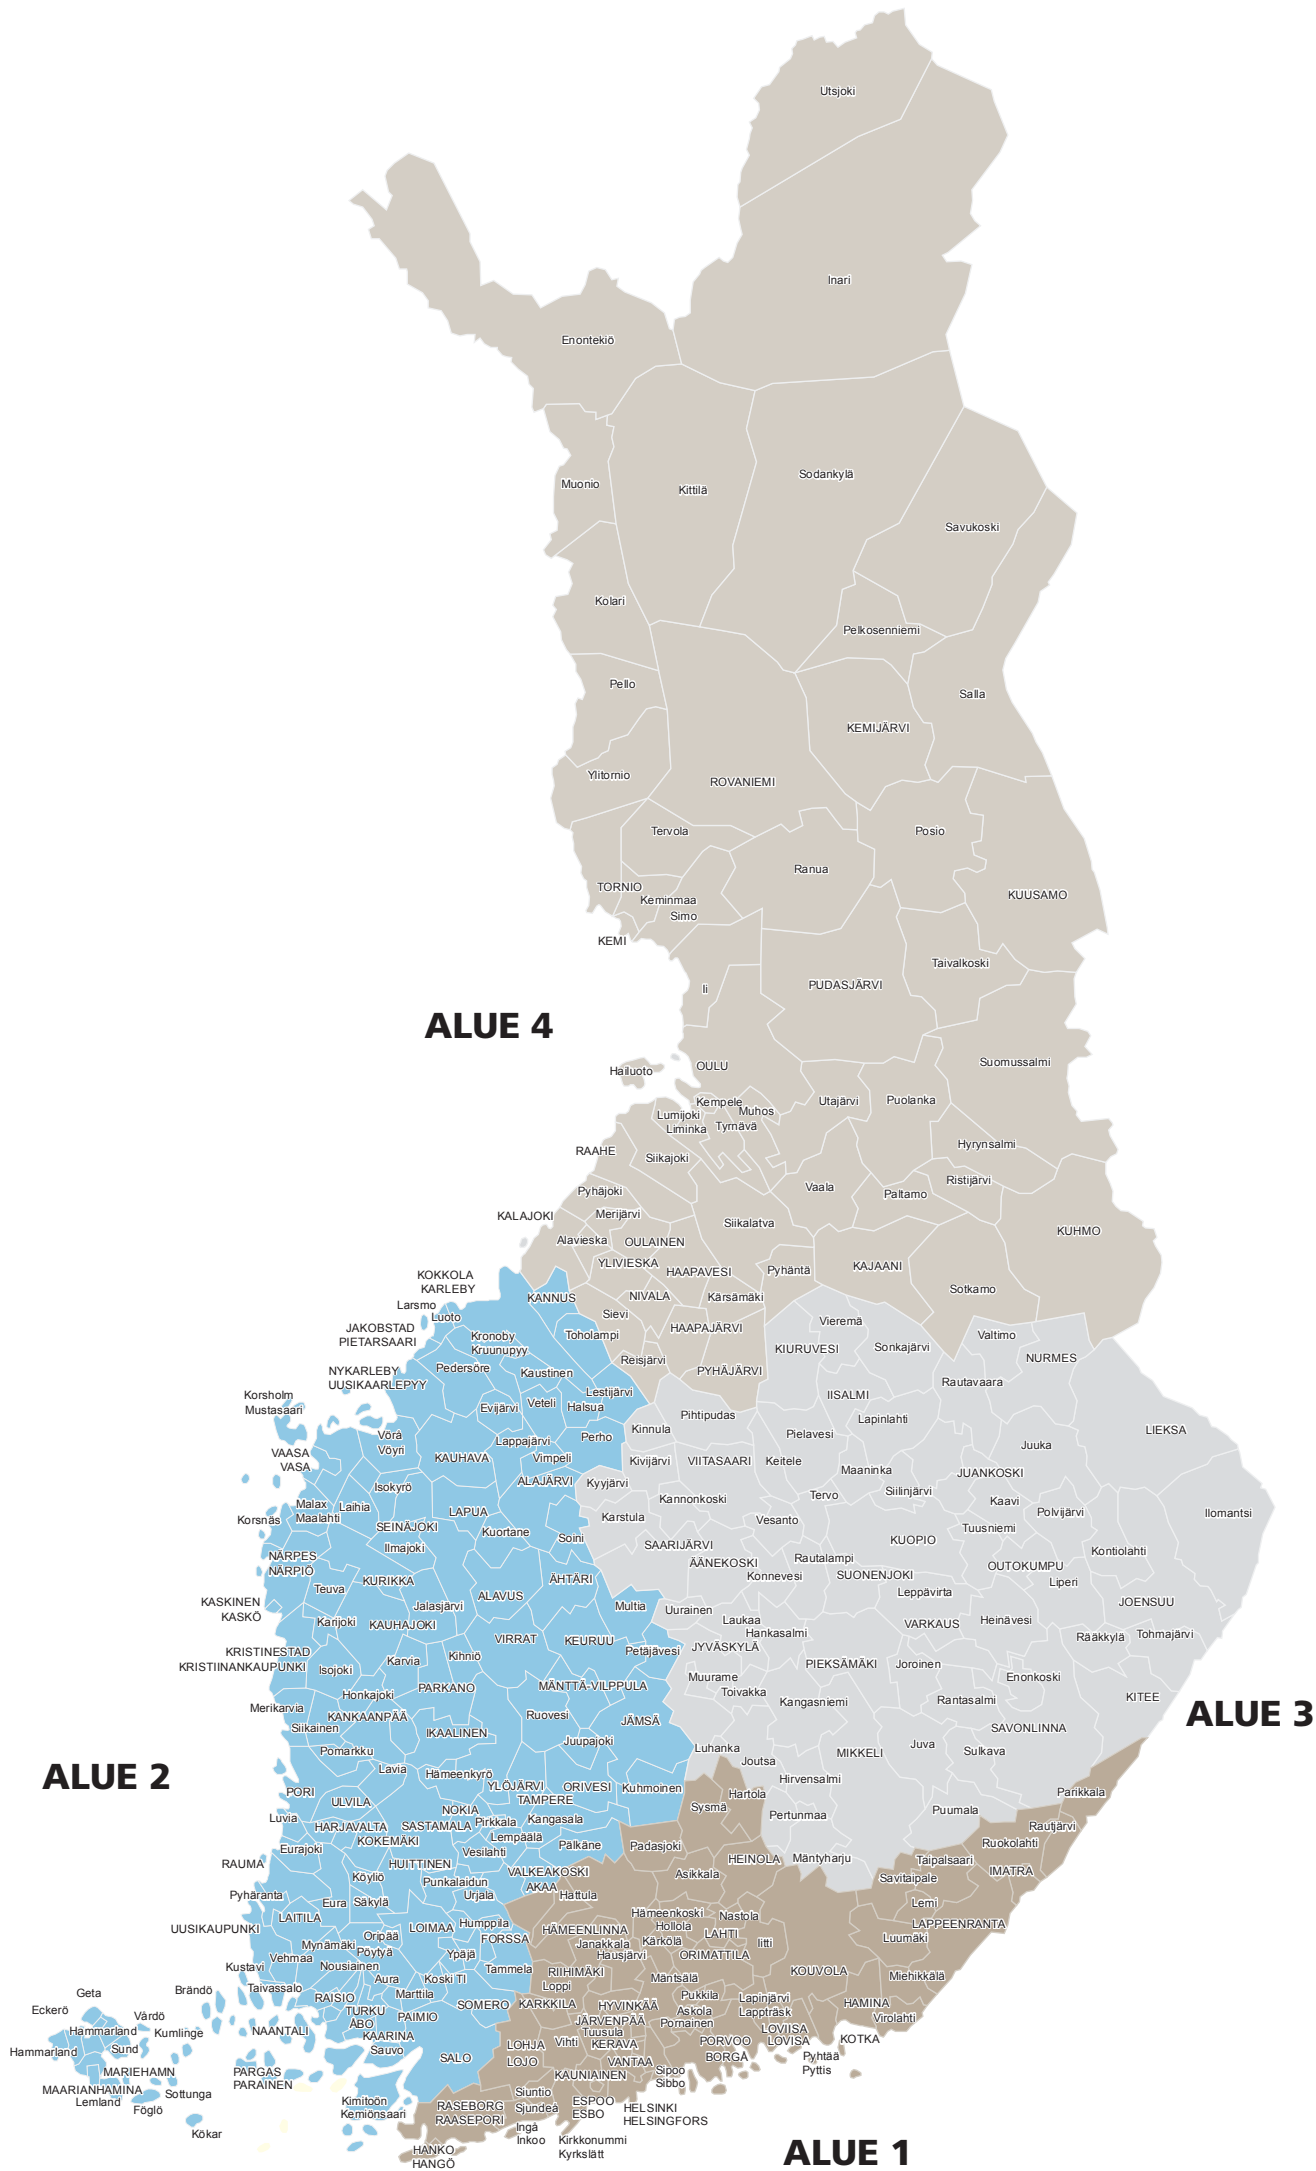 Utsjoki
Inari
Enontekiö
Sodankylä
Muonio
Kittilä
Savukoski
Kolari
Pelkosenniemi
Pello
Salla
KEMIJÄRVI
Ylitornio
ROVANIEMI
Tervola
Posio
Ranua
TORNIO
Keminmaa
KUUSAMO
Simo
KEMI
Taivalkoski
Ii
PUDASJÄRVI
ALUE 4
Suomussalmi
OULU
Hailuoto
Kempele
Utajärvi
Puolanka
Muhos
Lumijoki
Liminka
Tyrnävä
Hyrynsalmi
RAAHE
Siikajoki
Ristijärvi
Vaala
Paltamo
Pyhäjoki
KALAJOKI
Merijärvi
Siikalatva
KUHMO
Alavieska
OULAINEN
YLIVIESKA
HAAPAVESI
Pyhäntä
KAJAANI
KOKKOLA
KARLEBY
Sotkamo
KANNUS
NIVALA
Kärsämäki
Larsmo
Luoto
Sievi
Vieremä
JAKOBSTAD
PIETARSAARI
Kronoby
Kruunupyy
Toholampi
HAAPAJÄRVI
Valtimo
KIURUVESI
Sonkajärvi
Reisjärvi
NURMES
NYKARLEBY
UUSIKAARLEPYY
Pedersöre
Kaustinen
PYHÄJÄRVI
Rautavaara
Korsholm
Mustasaari
Lestijärvi
IISALMI
Evijärvi
Veteli
Halsua
Pihtipudas
Lapinlahti
Vörå
Vöyri
Lappajärvi
Perho
Kinnula
Pielavesi
LIEKSA
VAASA
VASA
KAUHAVA
Vimpeli
Kivijärvi
VIITASAARI
Keitele
Juuka
Isokyrö
ALAJÄRVI
Kyyjärvi
Maaninka
JUANKOSKI
Malax
Maalahti
Laihia
Kannonkoski
Tervo
Siilinjärvi
Kaavi
Korsnäs
LAPUA
Karstula
Vesanto
Polvijärvi
Ilomantsi
SEINÄJOKI
Kuortane
Soini
Tuusniemi
Ilmajoki
SAARIJÄRVI
KUOPIO
Kontiolahti
NÄRPES
NÄRPIÖ
ÄÄNEKOSKI
Rautalampi
OUTOKUMPU
Teuva
KURIKKA
ÄHTÄRI
Konnevesi
SUONENJOKI
Liperi
KASKINEN
KASKÖ
Jalasjärvi
ALAVUS
Multia
Uurainen
Leppävirta
JOENSUU
Karijoki
KAUHAJOKI
Laukaa
Hankasalmi
VARKAUS
Heinävesi
Rääkkylä
Tohmajärvi
KRISTINESTAD
KRISTIINANKAUPUNKI
VIRRAT
KEURUU
Petäjävesi
JYVÄSKYLÄ
Isojoki
Karvia
Kihniö
PIEKSÄMÄKI
Joroinen
Muurame
Toivakka
Enonkoski
Honkajoki
PARKANO
MÄNTTÄ-VILPPULA
Kangasniemi
Rantasalmi
KITEE
Merikarvia
KANKAANPÄÄ
Ruovesi
JÄMSÄ
ALUE 3
Siikainen
IKAALINEN
Juupajoki
SAVONLINNA
Pomarkku
Luhanka
Joutsa
MIKKELI
Juva
Sulkava
ALUE 2
Lavia
Hämeenkyrö
Hirvensalmi
PORI
YLÖJÄRVI
ORIVESI
Kuhmoinen
Hartola
Parikkala
ULVILA
TAMPERE
Sysmä
Luvia
NOKIA
Pirkkala
Kangasala
Pertunmaa
Puumala
HARJAVALTA
SASTAMALA
Rautjärvi
KOKEMÄKI
Lempäälä
Ruokolahti
Eurajoki
Vesilahti
Pälkäne
Padasjoki
RAUMA
HUITTINEN
HEINOLA
Mäntyharju
Taipalsaari
Köyliö
Punkalaidun
VALKEAKOSKI
Asikkala
Savitaipale
IMATRA
Pyhäranta
Eura
Säkylä
Urjala
AKAA
Hattula
Lemi
LAITILA
Hämeenkoski
Nastola
UUSIKAUPUNKI
LOIMAA
Humppila
HÄMEENLINNA
Hollola
LAHTI
LAPPEENRANTA
Oripää
FORSSA
Janakkala
Kärkölä
Iitti
Luumäki
Mynämäki
Pöytyä
Ypäjä
Hausjärvi
ORIMATTILA
Vehmaa
Nousiainen
Kustavi
Tammela
RIIHIMÄKI
KOUVOLA
Taivassalo
Aura
Koski Tl
Loppi
Mäntsälä
Miehikkälä
Brändö
Geta
RAISIO
Marttila
Pukkila
Lapinjärvi
Lappträsk
HAMINA
Eckerö
Vårdö
TURKU
ÅBO
SOMERO
KARKKILA
HYVINKÄÄ
Askola
Virolahti
PAIMIO
JÄRVENPÄÄ
Pornainen
Hammarland
Kumlinge
NAANTALI
KAARINA
Tuusula
LOVIISA
LOVISA
KOTKA
Sund
Sauvo
LOHJA
LOJO
Vihti
KERAVA
PORVOO
BORGÅ
Hammarland
SALO
VANTAA
Pyhtää
Pyttis
MARIEHAMN
MAARIANHAMINA
PARGAS
PARAINEN
KAUNIAINEN
Sipoo
Sibbo
Lemland
Sottunga
Kimitoön
Kemiönsaari
Siuntio
Sjundeå
ESPOO
ESBO
Föglö
RASEBORG
RAASEPORI
HELSINKI
HELSINGFORS
Kökar
Ingå
Inkoo
Kirkkonummi
Kyrkslätt
HANKO
HANGÖ
ALUE 1